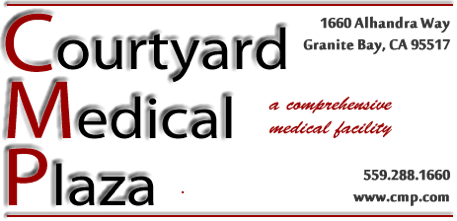 Courtyard
Medical
Plaza
1660 Alhandra Way
Granite Bay, CA 95517
a comprehensive
medical facility
559.288.1660
www.cmp.com